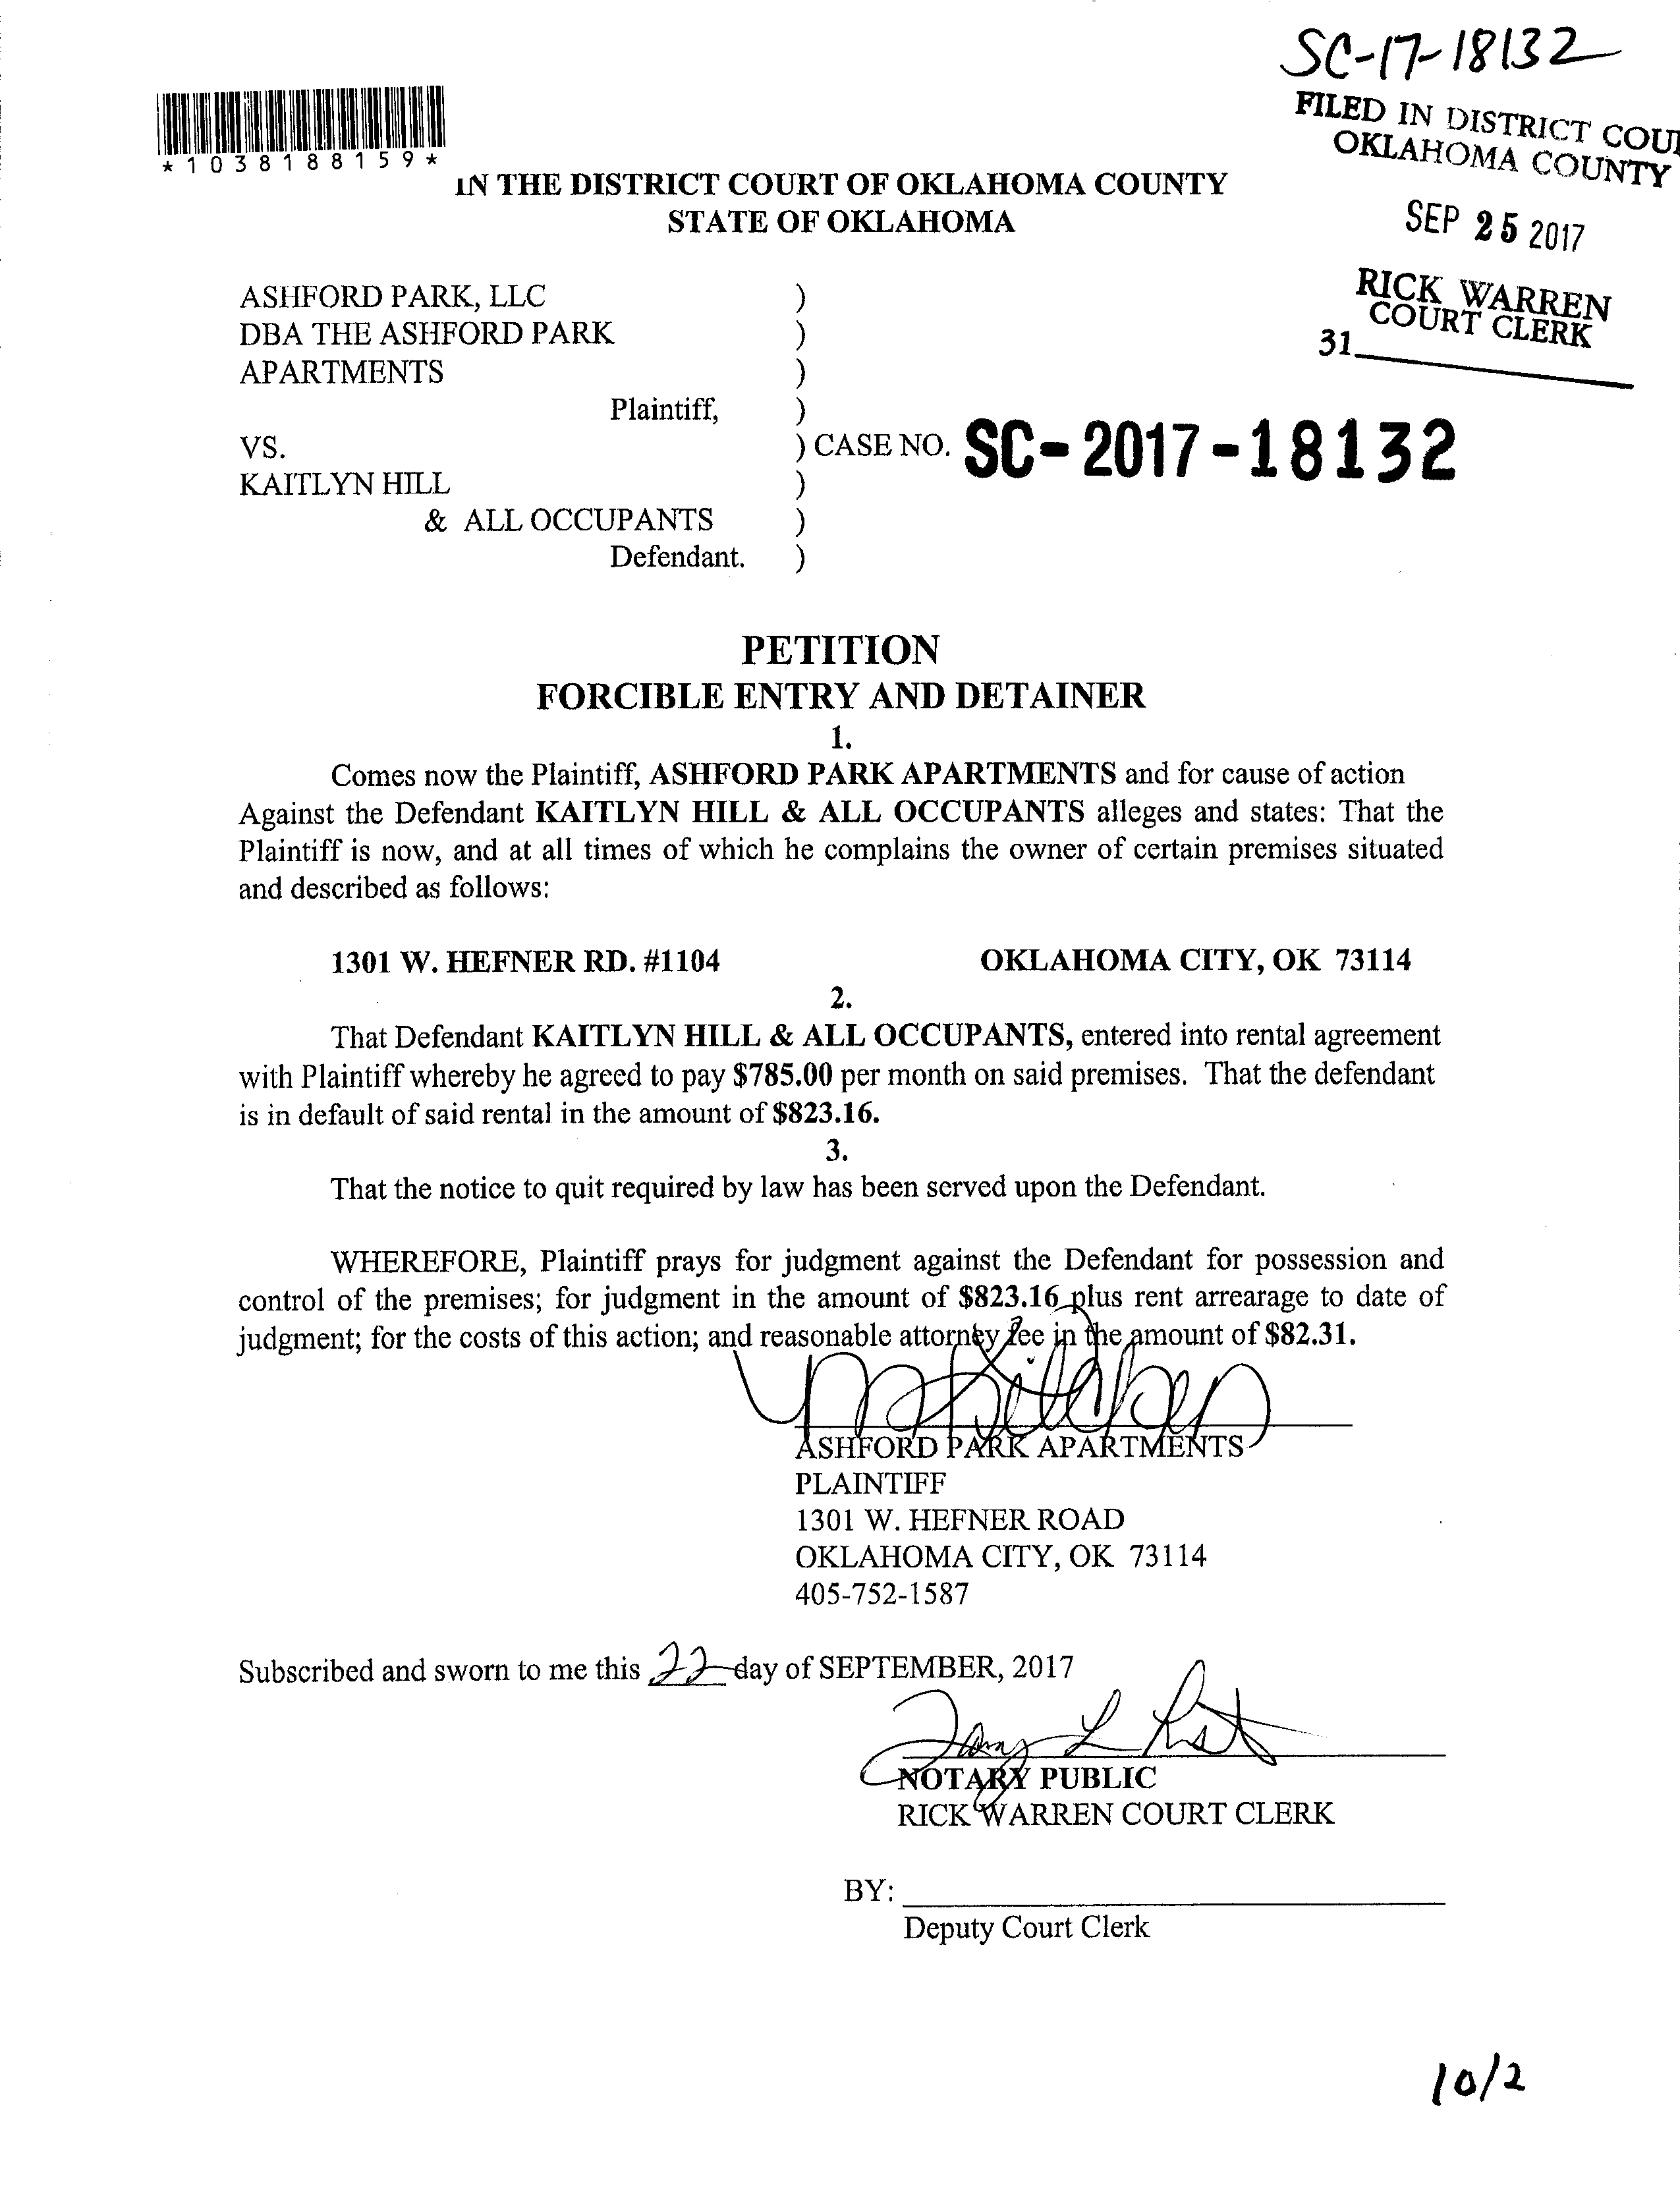 SC-17-18132
FILED IN DISTRICT COU
OKLAHOMA COUNTY
SEP 25 2017
RICK WARREN
COURT CLERK
31
*1038188159*
IN THE DISTRICT COURT OF OKLAHOMA COUNTY
STATE OF OKLAHOMA
ASHFORD PARK, LLC )
DBA THE ASHFORD PARK )
APARTMENTS )
Plaintiff, )
VS. ) CASE NO. SC-2017-18132
KAITLYN HILL )
& ALL OCCUPANTS )
Defendant. )
PETITION
FORCIBLE ENTRY AND DETAINER
1.
Comes now the Plaintiff, ASHFORD PARK APARTMENTS and for cause of action
Against the Defendant KAITLYN HILL & ALL OCCUPANTS alleges and states: That the
Plaintiff is now, and at all times of which he complains the owner of certain premises situated
and described as follows:
1301 W. HEFNER RD. #1104 OKLAHOMA CITY, OK 73114
2.
That Defendant KAITLYN HILL & ALL OCCUPANTS, entered into rental agreement
with Plaintiff whereby he agreed to pay $785.00 per month on said premises. That the defendant
is in default of said rental in the amount of $823.16.
3.
That the notice to quit required by law has been served upon the Defendant.
WHEREFORE, Plaintiff prays for judgment against the Defendant for possession and
control of the premises; for judgment in the amount of $823.16 plus rent arrearage to date of
judgment; for the costs of this action; and reasonable attorney fee in the amount of $82.31.
ASHFORD PARK APARTMENTS
PLAINTIFF
1301 W. HEFNER ROAD
OKLAHOMA CITY, OK 73114
405-752-1587
Subscribed and sworn to me this 22 day of SEPTEMBER, 2017
NOTARY PUBLIC
RICK WARREN COURT CLERK
BY:
Deputy Court Clerk
10/2